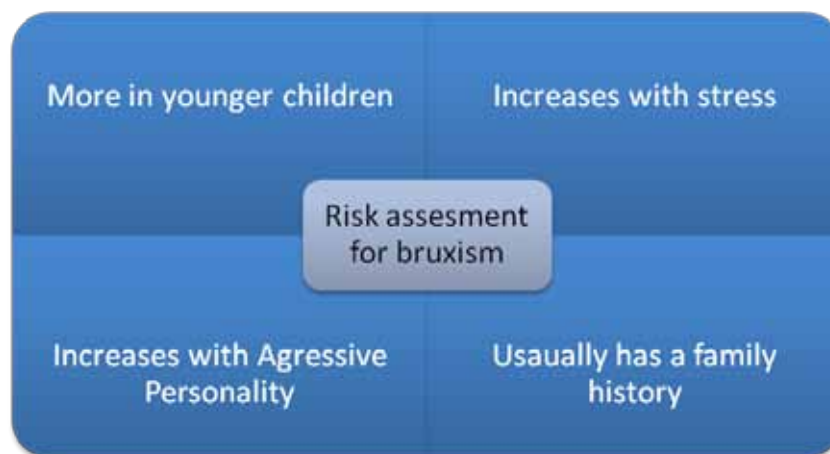 More in younger children
Increases with stress
Risk assesment
for bruxism
Increases with Agressive
Personality
Usaually has a family
history